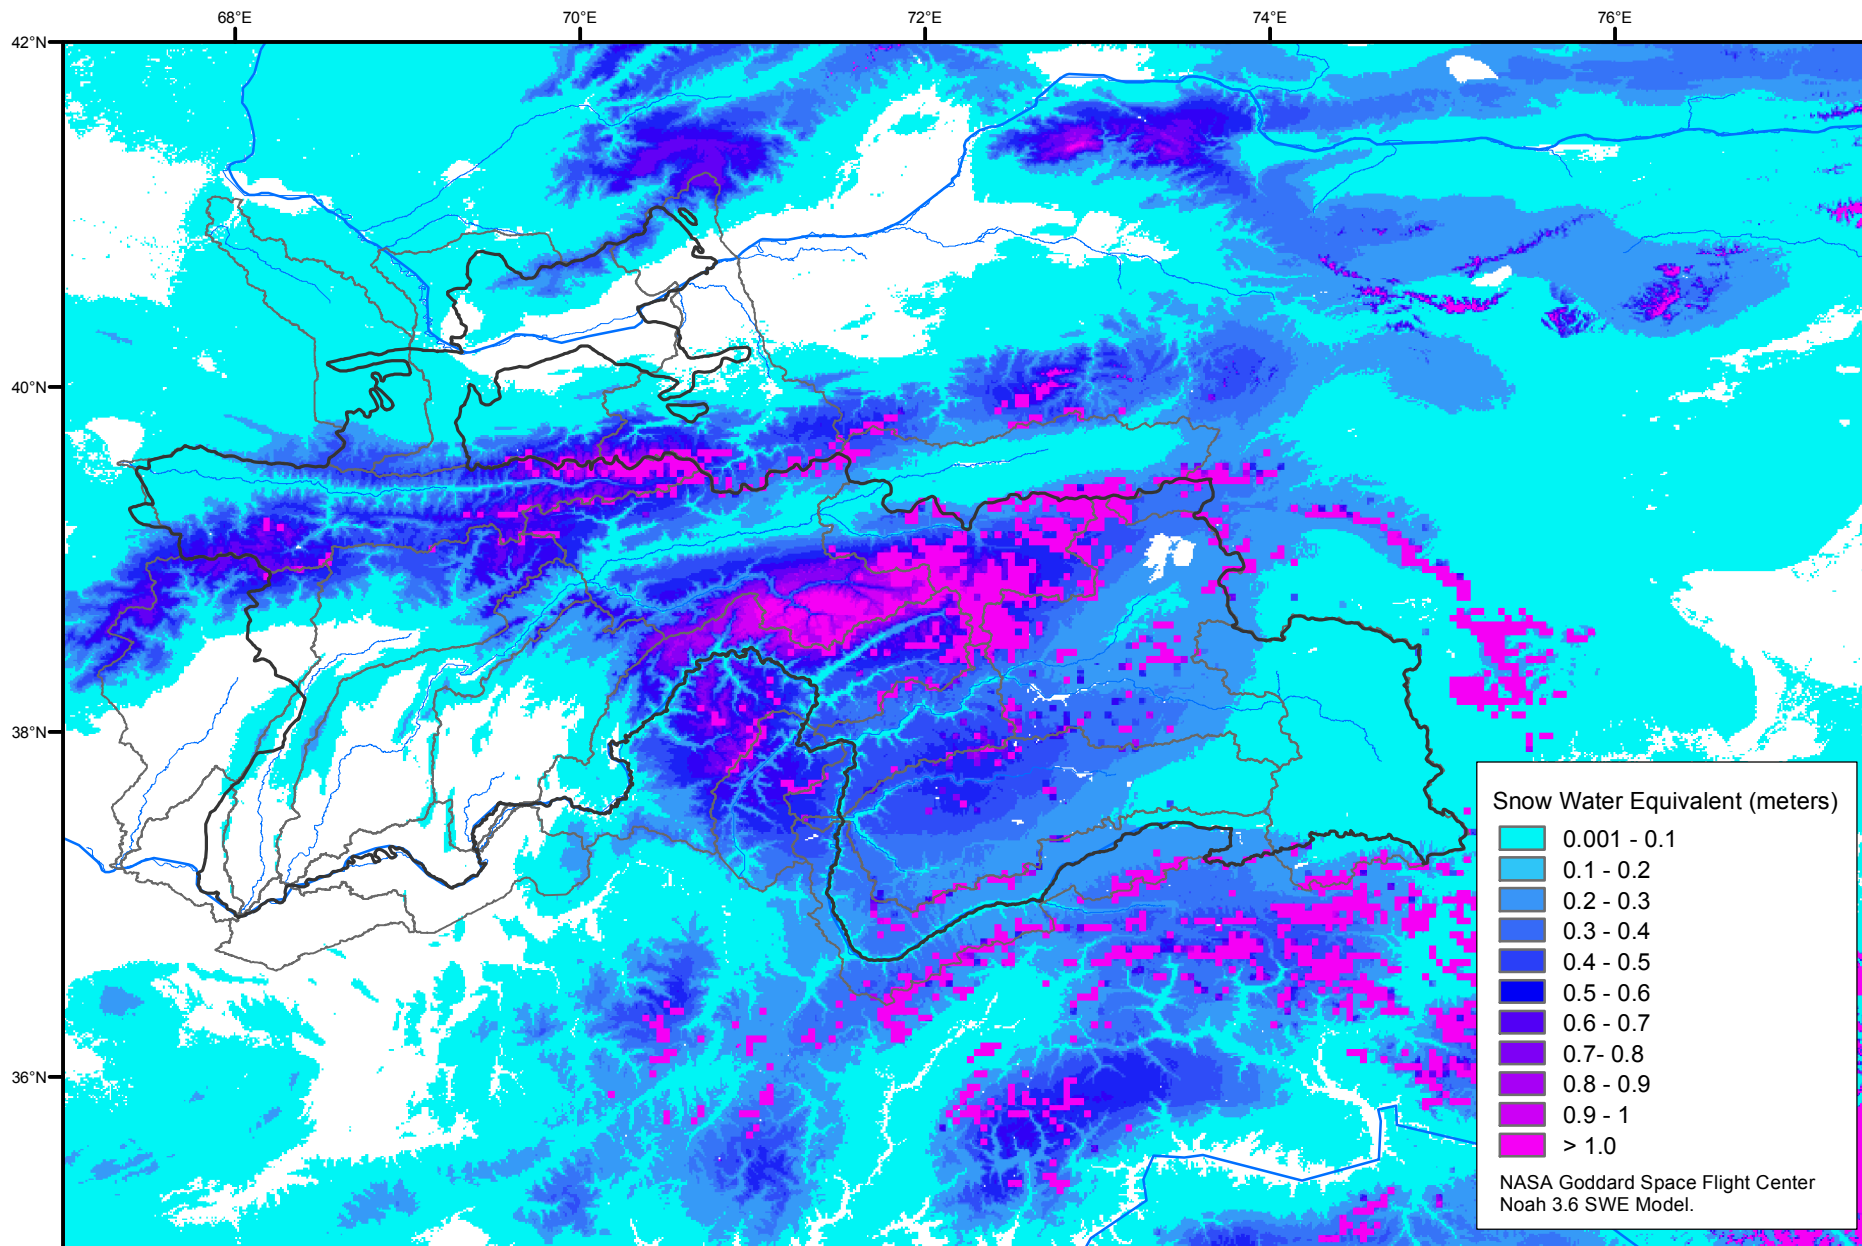 68°E
70°E
72°E
74°E
76°E
42°N
40°N
38°N
36°N
Snow Water Equivalent (meters)
0.001 - 0.1
0.1 - 0.2
0.2 - 0.3
0.3 - 0.4
0.4 - 0.5
0.5 - 0.6
0.6 - 0.7
0.7- 0.8
0.8 - 0.9
0.9 - 1
> 1.0
NASA Goddard Space Flight Center
Noah 3.6 SWE Model.